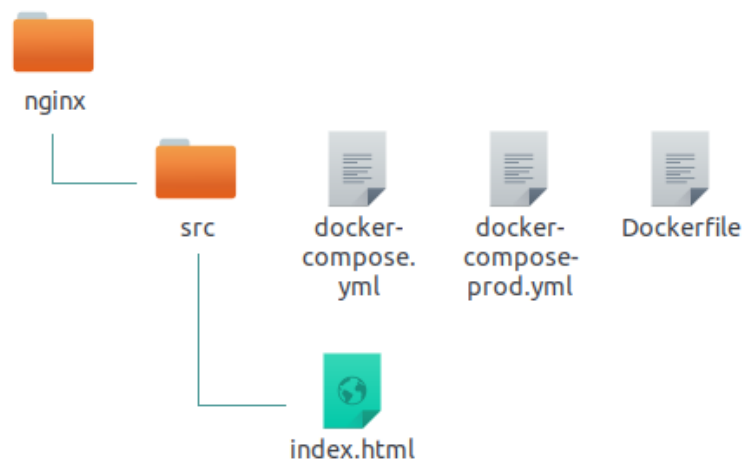 nginx
src
docker-
compose.
yml
docker-
compose-
prod.yml
Dockerfile
index.html